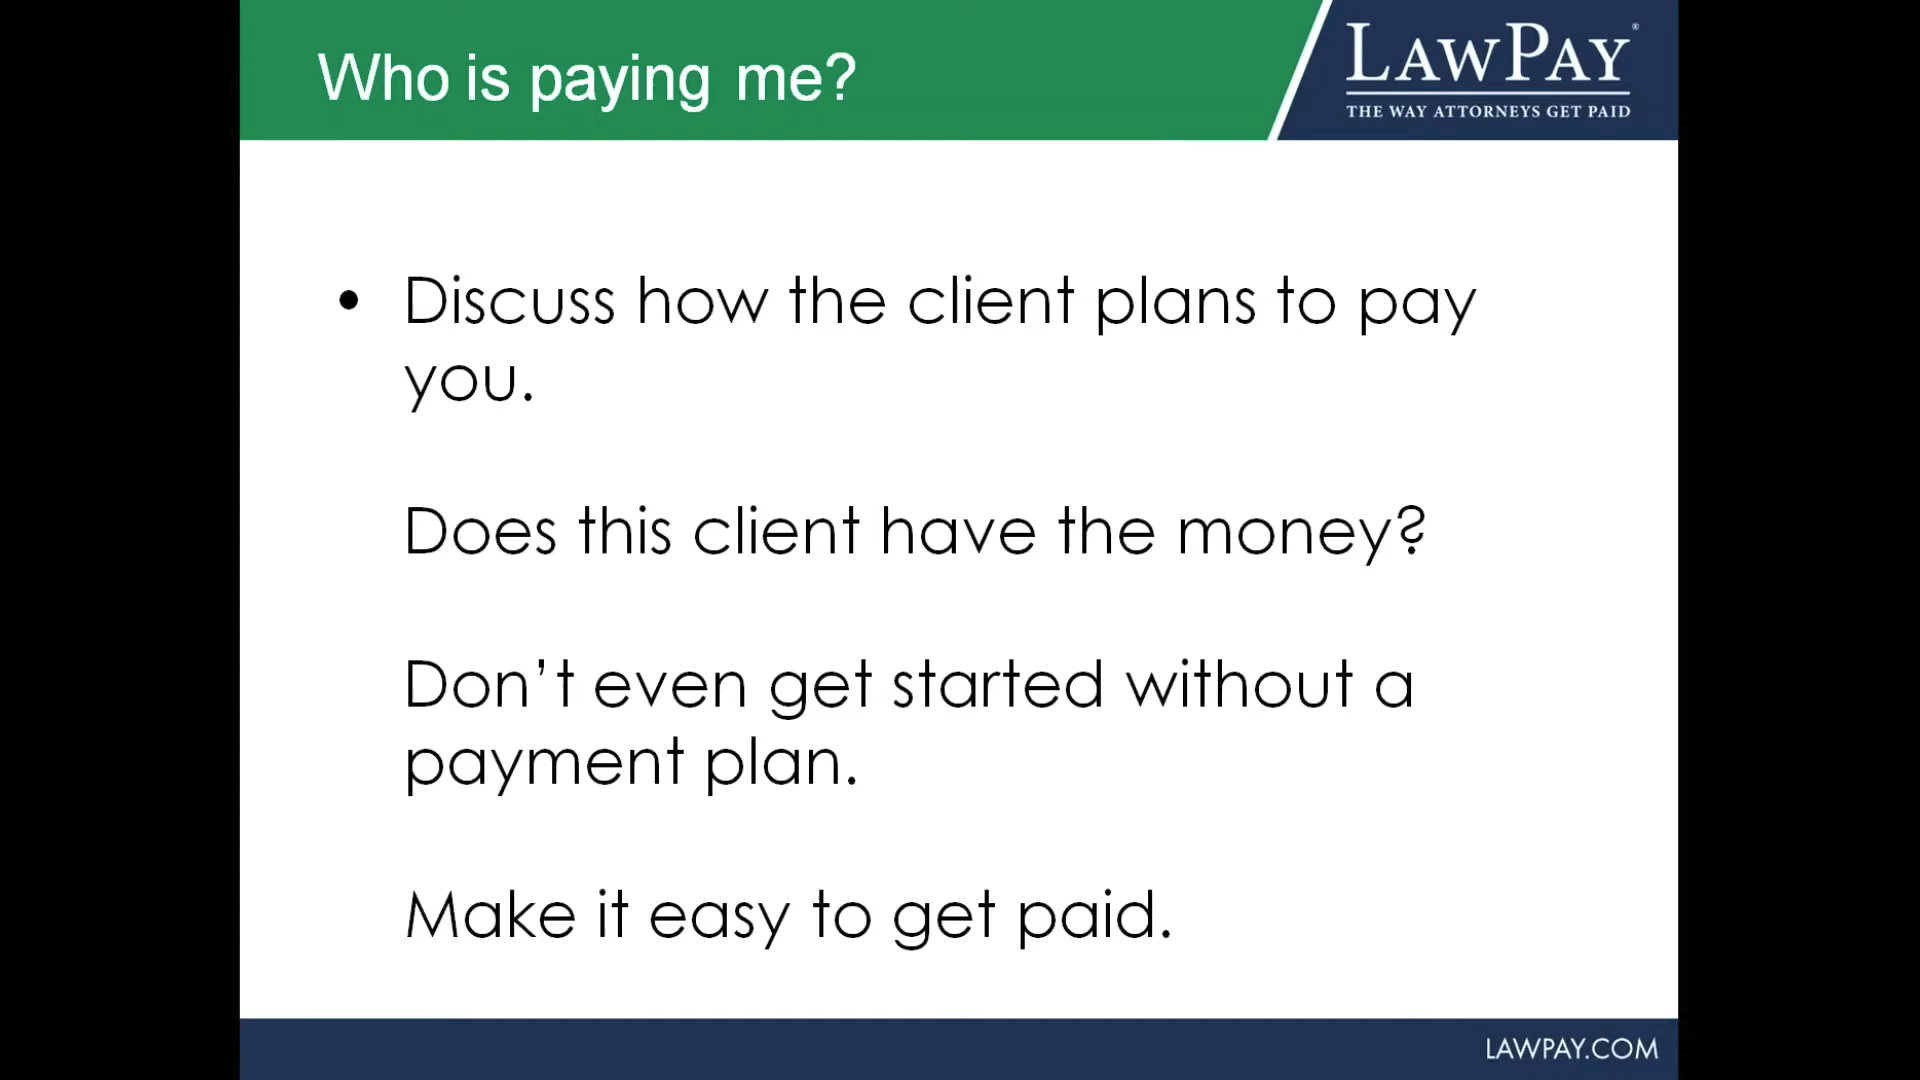 Who is paying me?
LAWPAY®
THE WAY ATTORNEYS GET PAID
• Discuss how the client plans to pay
you.
Does this client have the money?
Don’t even get started without a
payment plan.
Make it easy to get paid.
LAWPAY.COM